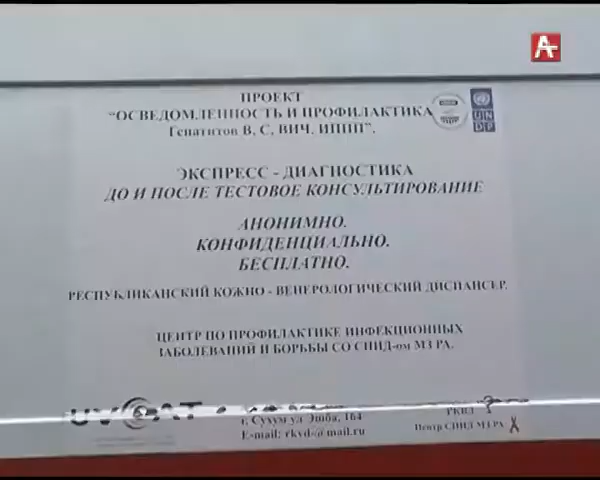 ПРОЕКТ
“ОСВЕДОМЛЕННОСТЬ И ПРОФИЛАКТИКА
Гепатитов В, С, ВИЧ, ИППП”.
U N
D P
ЭКСПРЕСС - ДИАГНОСТИКА
ДО И ПОСЛЕ ТЕСТОВОЕ КОНСУЛЬТИРОВАНИЕ
АНОНИМНО.
КОНФИДЕНЦИАЛЬНО.
БЕСПЛАТНО.
РЕСПУБЛИКАНСКИЙ КОЖНО - ВЕНЕРОЛОГИЧЕСКИЙ ДИСПАНСЕР.
ЦЕНТР ПО ПРОФИЛАКТИКЕ ИНФЕКЦИОННЫХ
ЗАБОЛЕВАНИЙ И БОРЬБЫ СО СПИД-ом МЗ РА.
г. Сухум ул Эшба, 164
E-mail: rkvd-@mail.ru
РКВД
Центр СПИД МЗ РА